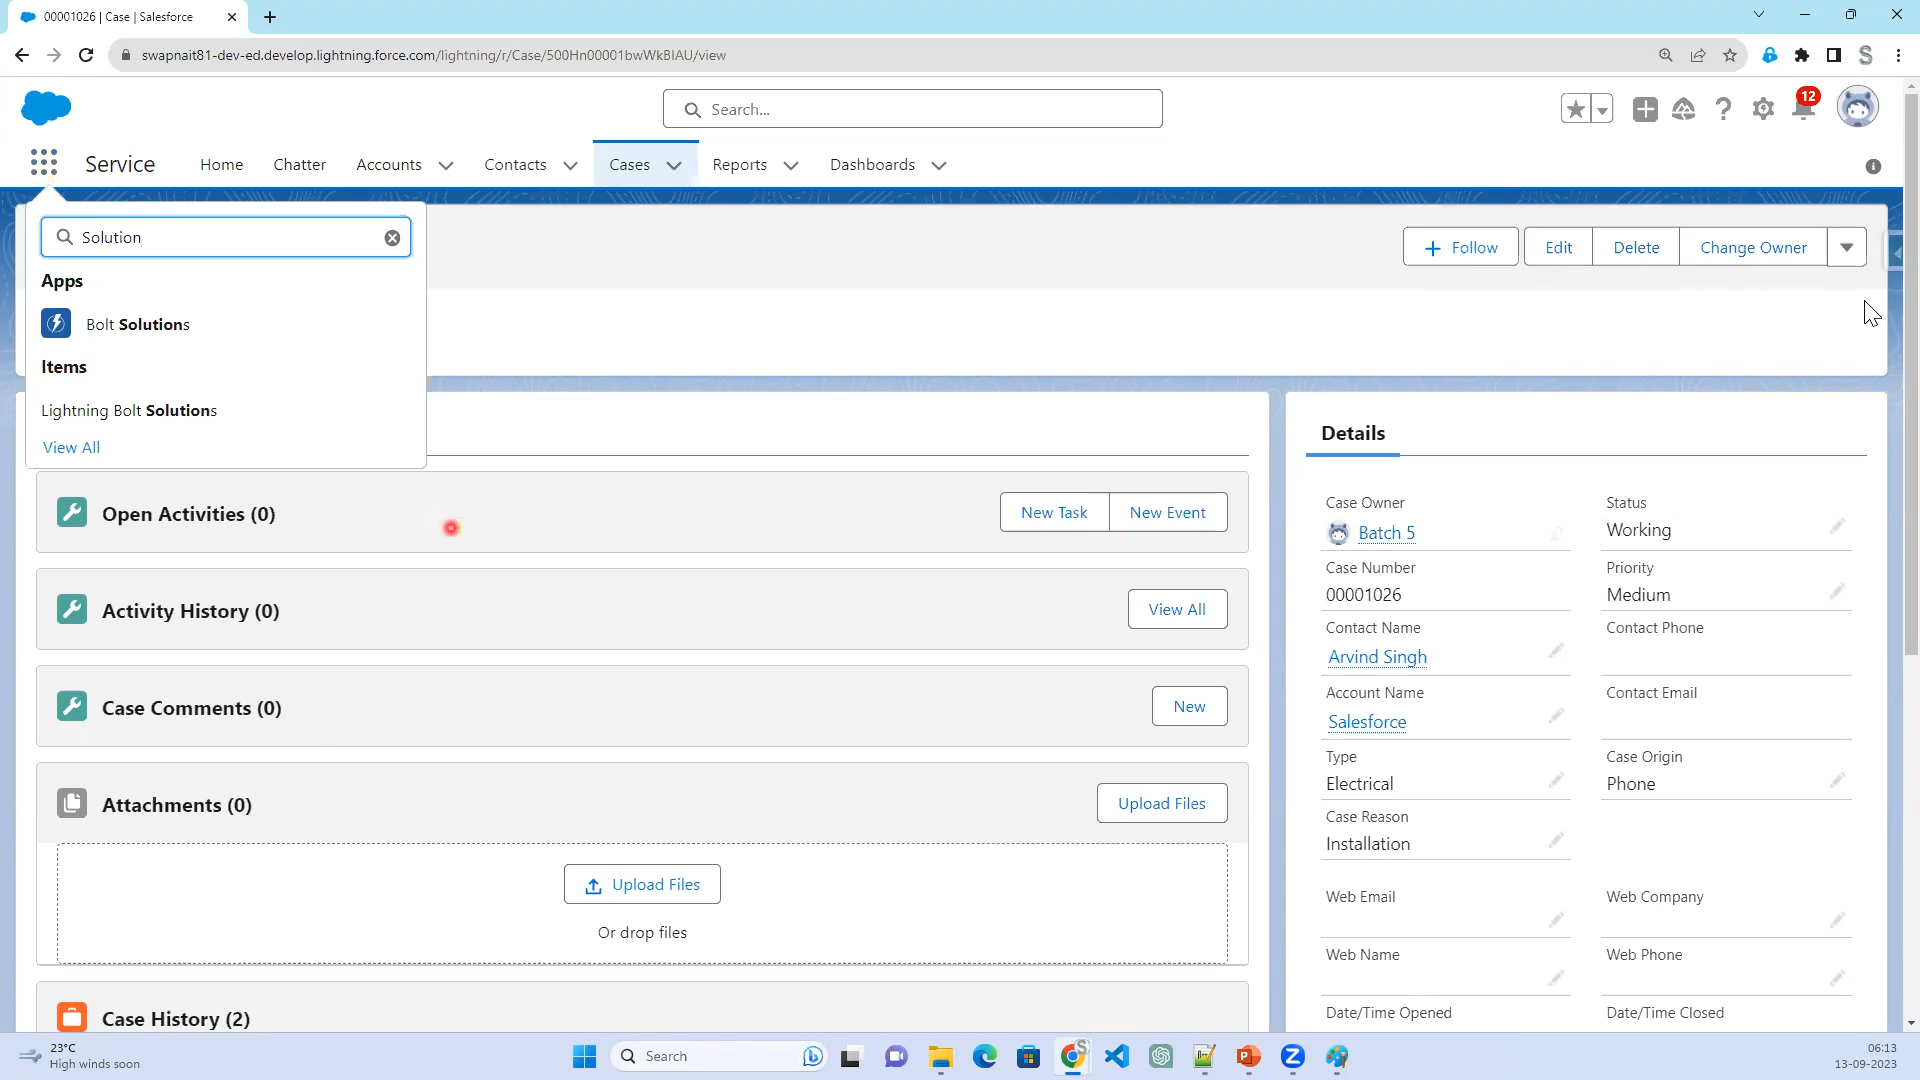 00001026 | Case | Salesforce
swapnait81-dev-ed.develop.lightning.force.com/lightning/r/Case/500Hn00001bwWkBIAU/view
Search...
12
Service
Home
Chatter
Accounts
Contacts
Cases
Reports
Dashboards
Solution
Apps
Bolt Solutions
Items
Lightning Bolt Solutions
View All
Follow
Edit
Delete
Change Owner
Open Activities (0)
New Task
New Event
Activity History (0)
View All
Case Comments (0)
New
Attachments (0)
Upload Files
Upload Files
Or drop files
Case History (2)
Details
Case Owner
Batch 5
Status
Working
Case Number
00001026
Priority
Medium
Contact Name
Arvind Singh
Contact Phone
Account Name
Salesforce
Contact Email
Type
Electrical
Case Origin
Phone
Case Reason
Installation
Web Email
Web Company
Web Name
Web Phone
Date/Time Opened
Date/Time Closed
23°C
High winds soon
Search
06:13
13-09-2023